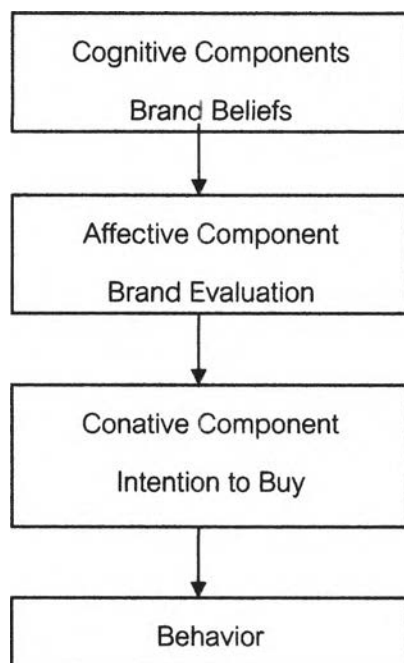 Cognitive Components
Brand Beliefs
Affective Component
Brand Evaluation
Conative Component
Intention to Buy
Behavior